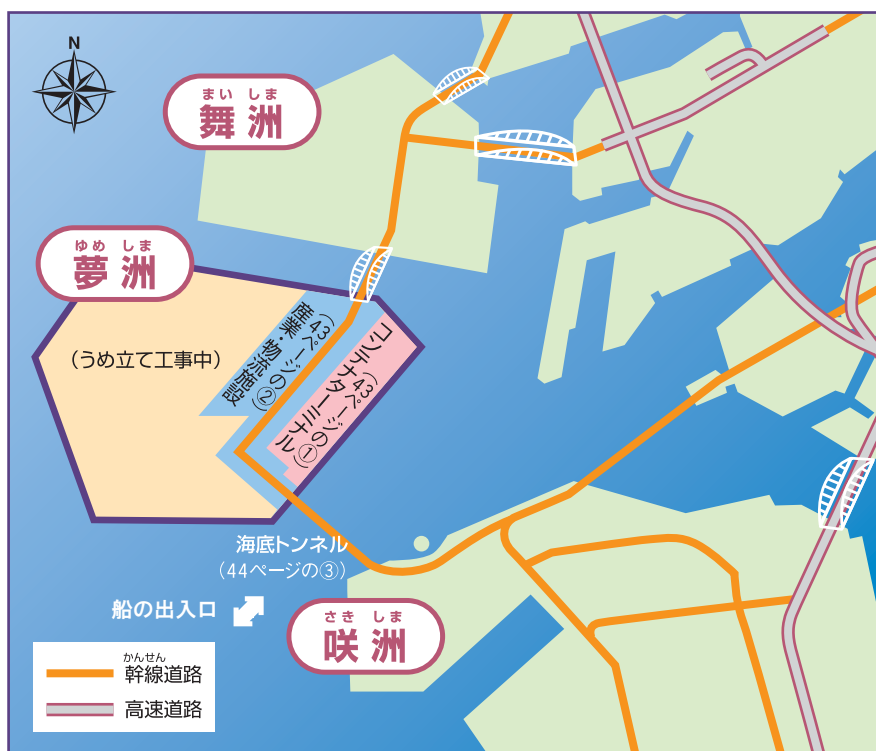 N
まい しま
舞洲
ゆめ しま
夢洲
(うめ立て工事中)
産業・物流施設
(43ページの②)
コンテナターミナル
(43ページの①)
海底トンネル
(44ページの③)
船の出入口
さき しま
咲洲
かんせん
幹線道路
高速道路